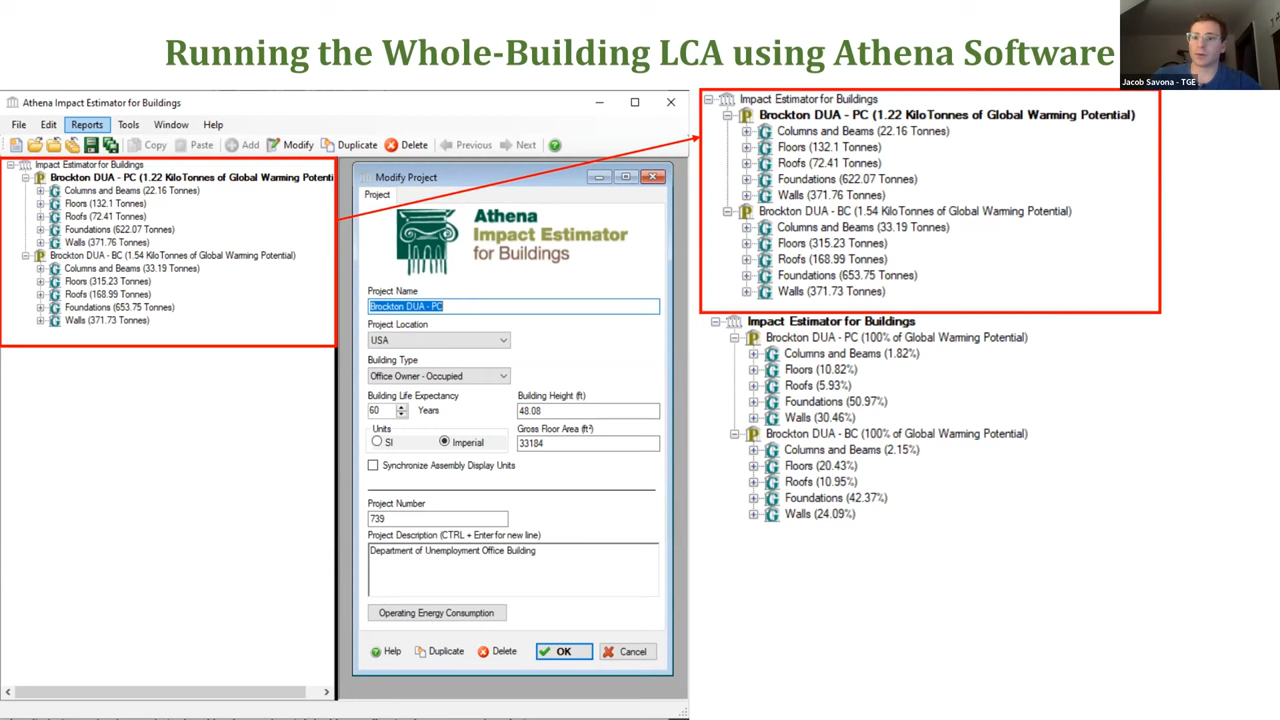 Running the Whole-Building LCA using Athena Software
Jacob Savona - TGE
Athena Impact Estimator for Buildings
File Edit Reports Tools Window Help
Copy Paste Add Modify Duplicate Delete Previous Next
Impact Estimator for Buildings
Brockton DUA - PC (1.22 KiloTonnes of Global Warming Potenti
Columns and Beams (22.16 Tonnes)
Floors (132.1 Tonnes)
Roofs (72.41 Tonnes)
Foundations (622.07 Tonnes)
Walls (371.76 Tonnes)
Brockton DUA - BC (1.54 KiloTonnes of Global Warming Potential)
Columns and Beams (33.19 Tonnes)
Floors (315.23 Tonnes)
Roofs (168.99 Tonnes)
Foundations (653.75 Tonnes)
Walls (371.73 Tonnes)
Modify Project
Project
Athena
Impact Estimator
for Buildings
Project Name
Brockton DUA - PC
Project Location
USA
Building Type
Office Owner - Occupied
Building Life Expectancy
60 Years
Building Height (ft)
48.08
Units
SI Imperial
Gross Floor Area (ft²)
33184
Synchronize Assembly Display Units
Project Number
739
Project Description (CTRL + Enter for new line)
Department of Unemployment Office Building
Operating Energy Consumption
Help Duplicate Delete OK Cancel
Impact Estimator for Buildings
Brockton DUA - PC (1.22 KiloTonnes of Global Warming Potential)
Columns and Beams (22.16 Tonnes)
Floors (132.1 Tonnes)
Roofs (72.41 Tonnes)
Foundations (622.07 Tonnes)
Walls (371.76 Tonnes)
Brockton DUA - BC (1.54 KiloTonnes of Global Warming Potential)
Columns and Beams (33.19 Tonnes)
Floors (315.23 Tonnes)
Roofs (168.99 Tonnes)
Foundations (653.75 Tonnes)
Walls (371.73 Tonnes)
Impact Estimator for Buildings
Brockton DUA - PC (100% of Global Warming Potential)
Columns and Beams (1.82%)
Floors (10.82%)
Roofs (5.93%)
Foundations (50.97%)
Walls (30.46%)
Brockton DUA - BC (100% of Global Warming Potential)
Columns and Beams (2.15%)
Floors (20.43%)
Roofs (10.95%)
Foundations (42.37%)
Walls (24.09%)